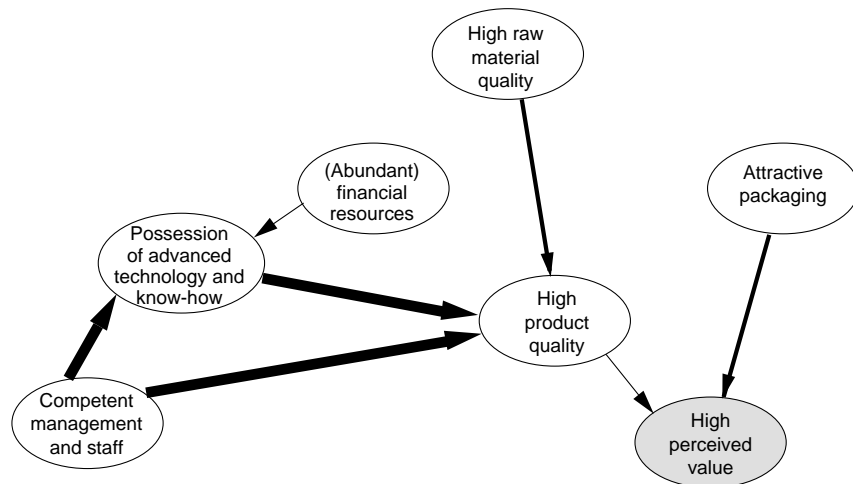 High raw
material
quality
(Abundant)
financial
resources
Attractive
packaging
Possession
of advanced
technology and
know-how
High
product
quality
Competent
management
and staff
High
perceived
value